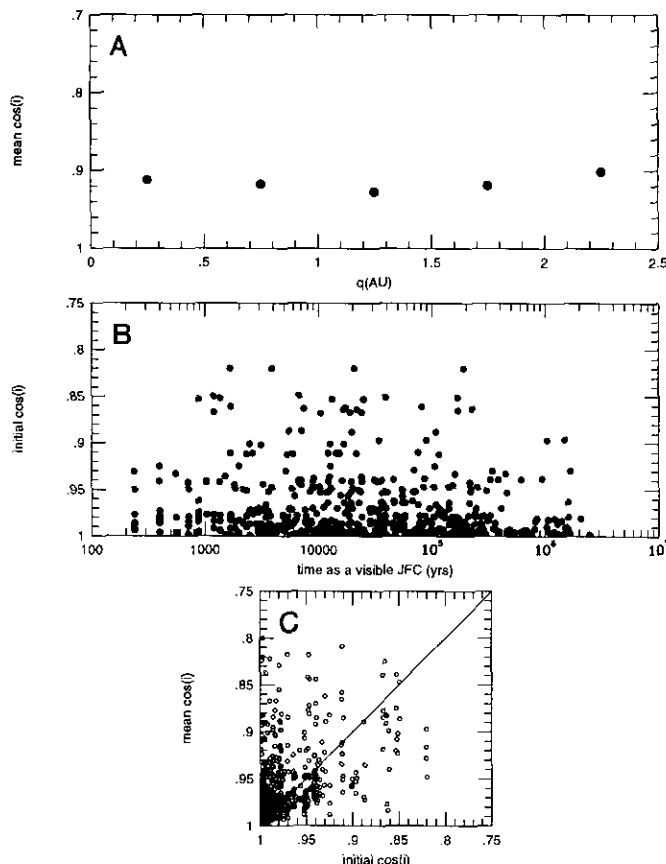 .7
A
mean cos(i)
.8
.9
1
0 .5 1 1.5 2 2.5
q(AU)
.75
B
.8
initial cos(i)
.85
.9
.95
1
100 1000 10000 10⁵ 10⁶
time as a visible JFC (yrs)
.75
C
.8
mean cos(i)
.85
.9
.95
1
1 .95 .9 .85 .8 .75
initial cos(i)